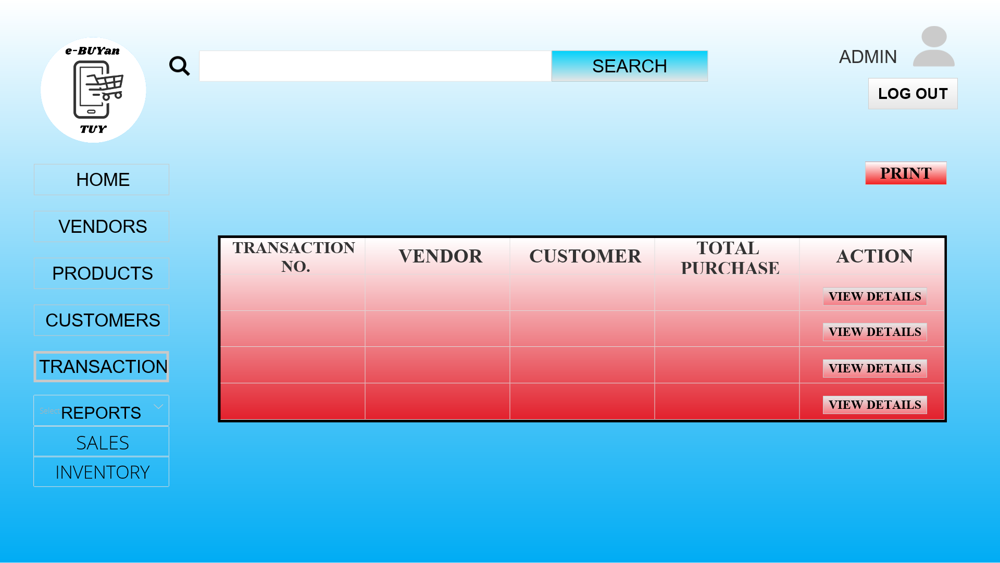 e-BUYan
TUY
SEARCH
ADMIN
LOG OUT
HOME
VENDORS
PRODUCTS
CUSTOMERS
TRANSACTION
Select
REPORTS
SALES
INVENTORY
PRINT
TRANSACTION
NO.
VENDOR
CUSTOMER
TOTAL
PURCHASE
ACTION
VIEW DETAILS
VIEW DETAILS
VIEW DETAILS
VIEW DETAILS